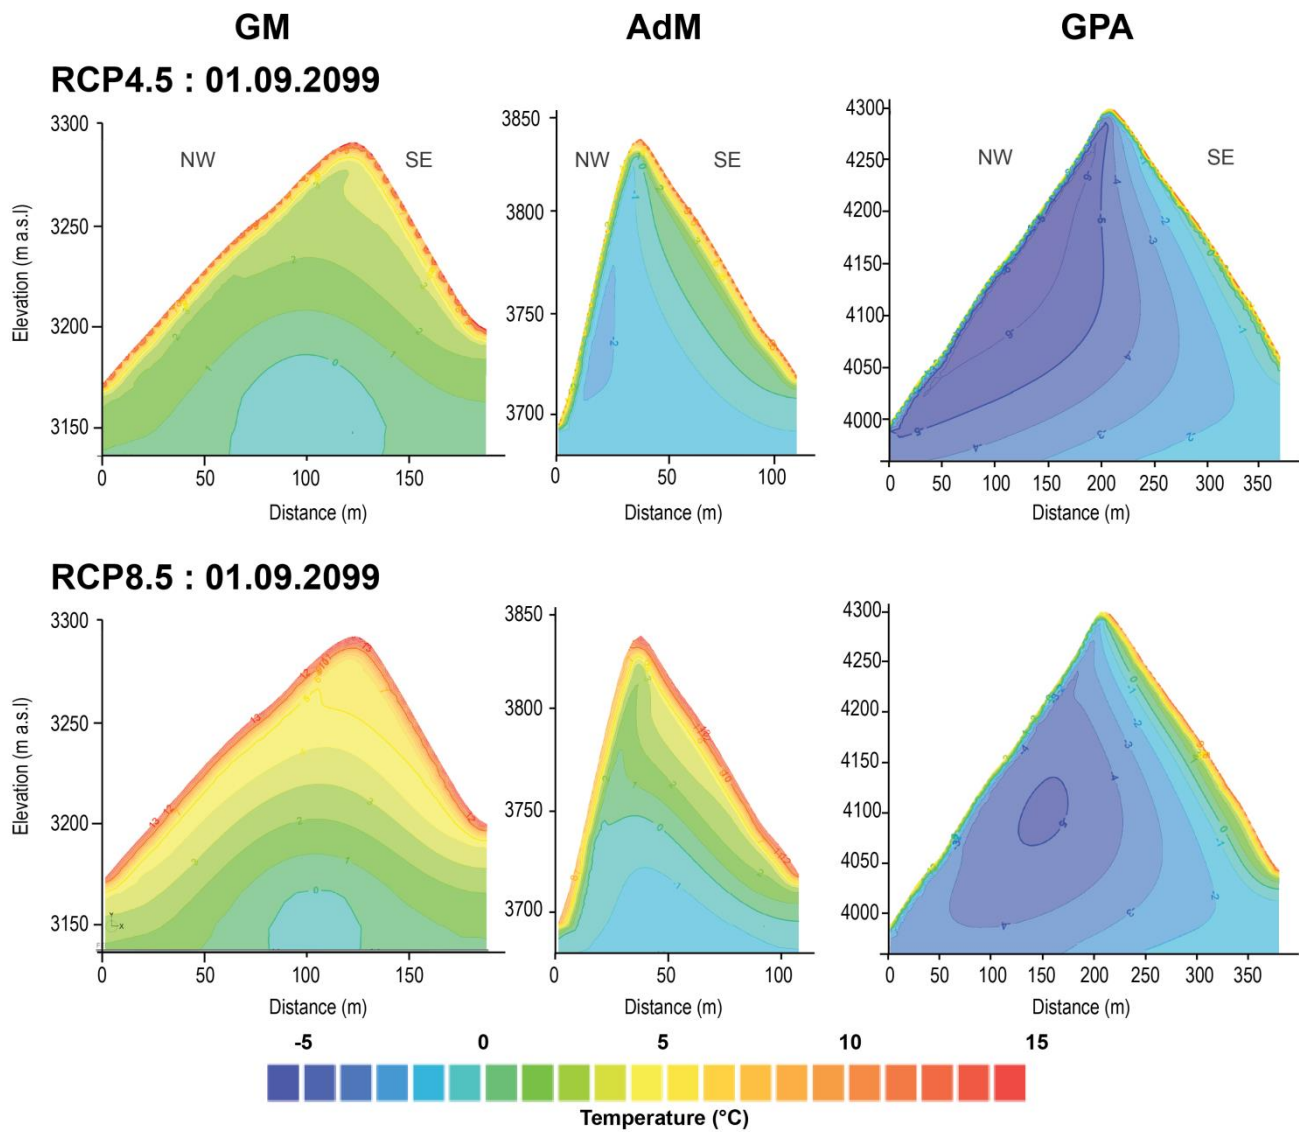 GM AdM GPA
RCP4.5 : 01.09.2099
3300
3250
3200
3150
Elevation (m a.s.l)
NW
SE
0 50 100 150
Distance (m)
3850
3800
3750
3700
NW
SE
0 50 100
Distance (m)
4300
4250
4200
4150
4100
4050
4000
NW
SE
0 50 100 150 200 250 300 350
Distance (m)
RCP8.5 : 01.09.2099
3300
3250
3200
3150
Elevation (m a.s.l)
0 50 100 150
Distance (m)
3850
3800
3750
3700
0 50 100
Distance (m)
4300
4250
4200
4150
4100
4050
4000
0 50 100 150 200 250 300 350
Distance (m)
-5 0 5 10 15
Temperature (°C)